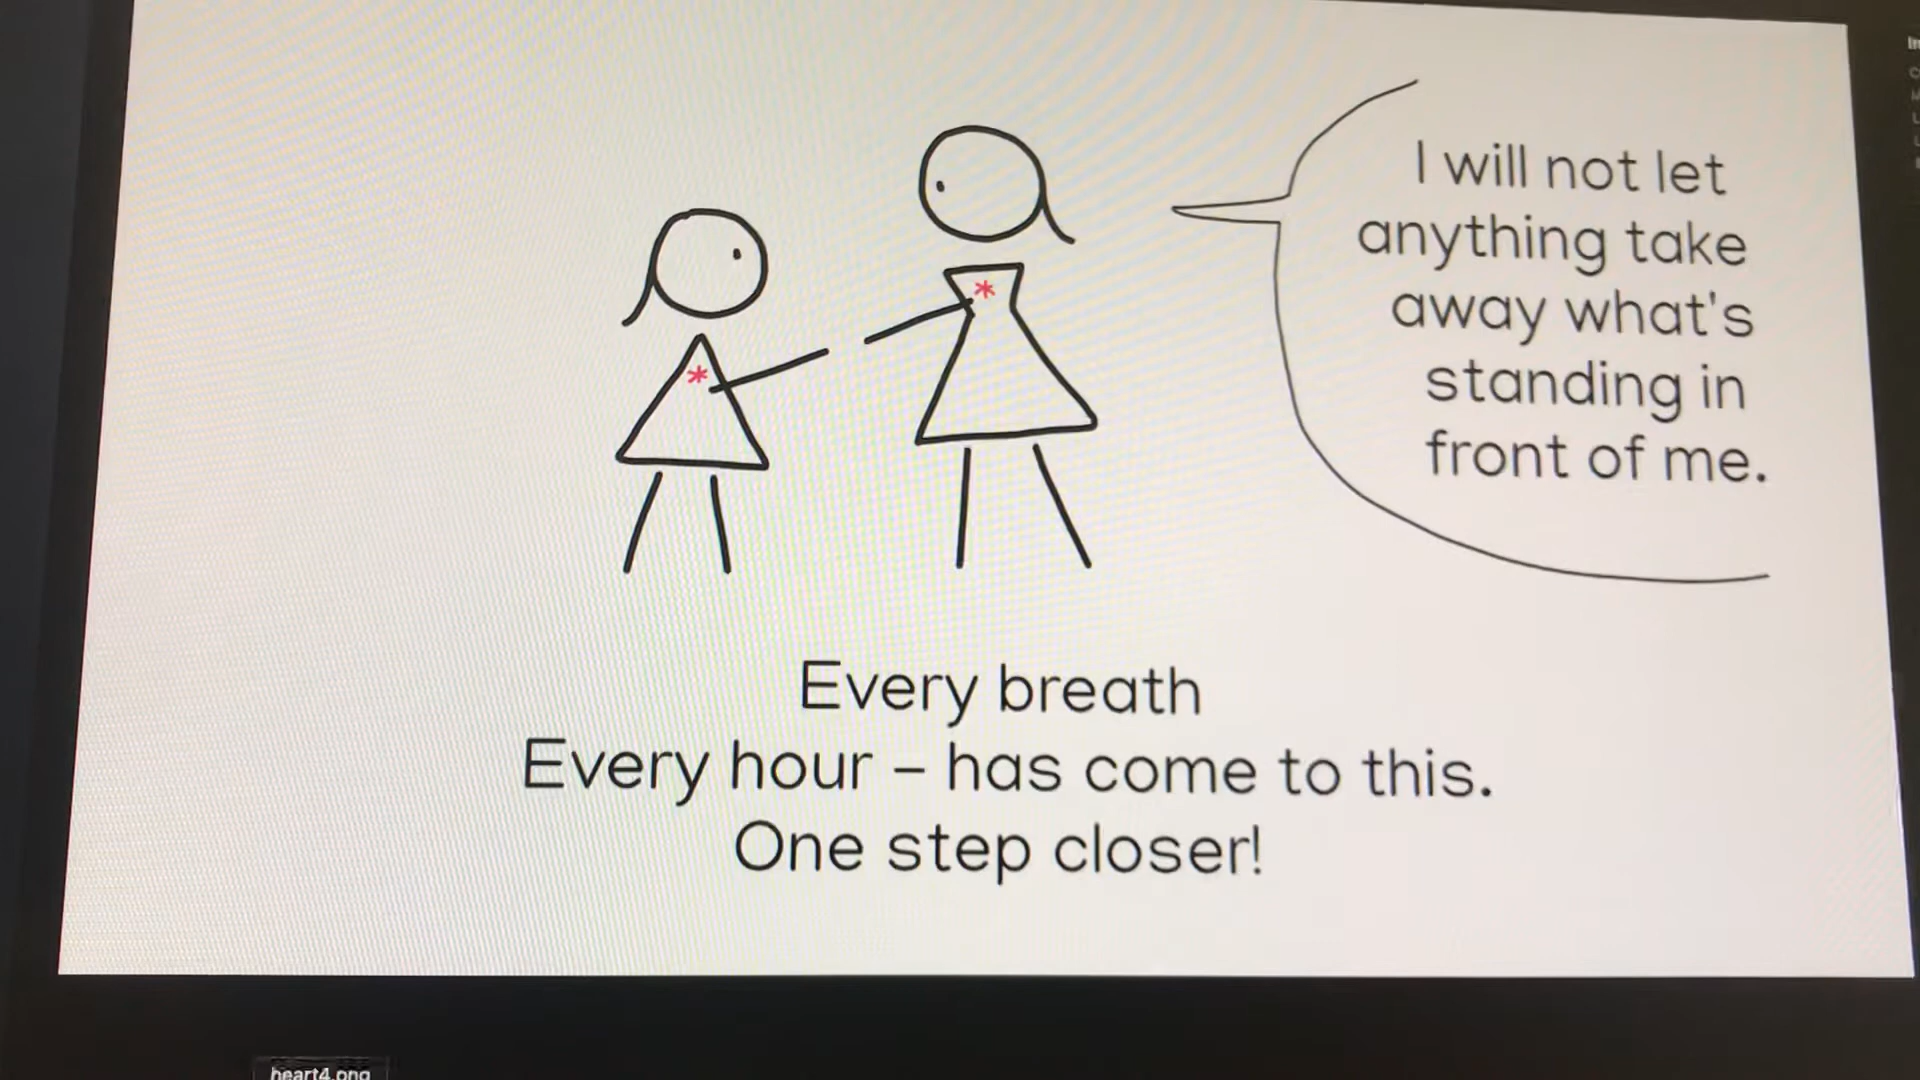 I will not let
anything take
away what's
standing in
front of me.
Every breath
Every hour – has come to this.
One step closer!
heart4.png